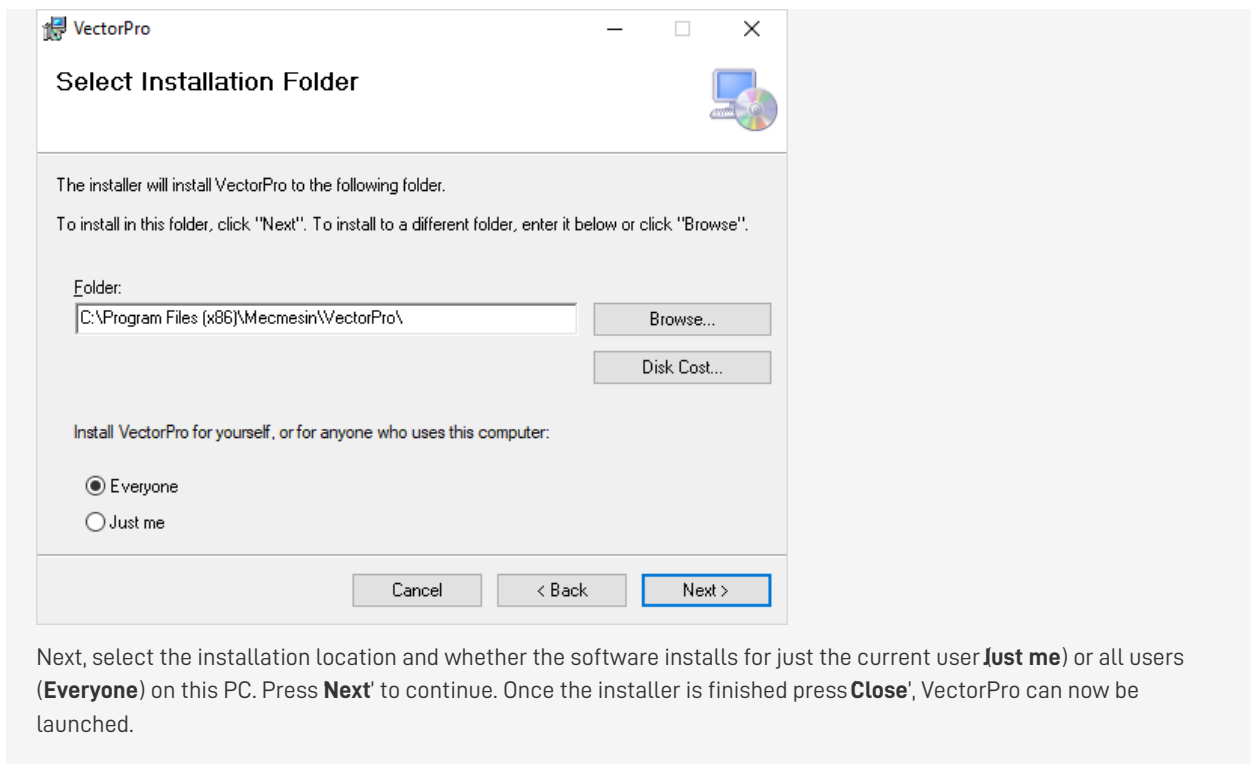 VectorPro
Select Installation Folder
The installer will install VectorPro to the following folder.
To install in this folder, click "Next". To install to a different folder, enter it below or click "Browse".
Folder:
C:\Program Files (x86)\Mecmesin\VectorPro\
Browse...
Disk Cost...
Install VectorPro for yourself, or for anyone who uses this computer:
Everyone
Just me
Cancel
< Back
Next >
Next, select the installation location and whether the software installs for just the current user (Just me) or all users
(Everyone) on this PC. Press Next' to continue. Once the installer is finished press Close', VectorPro can now be
launched.